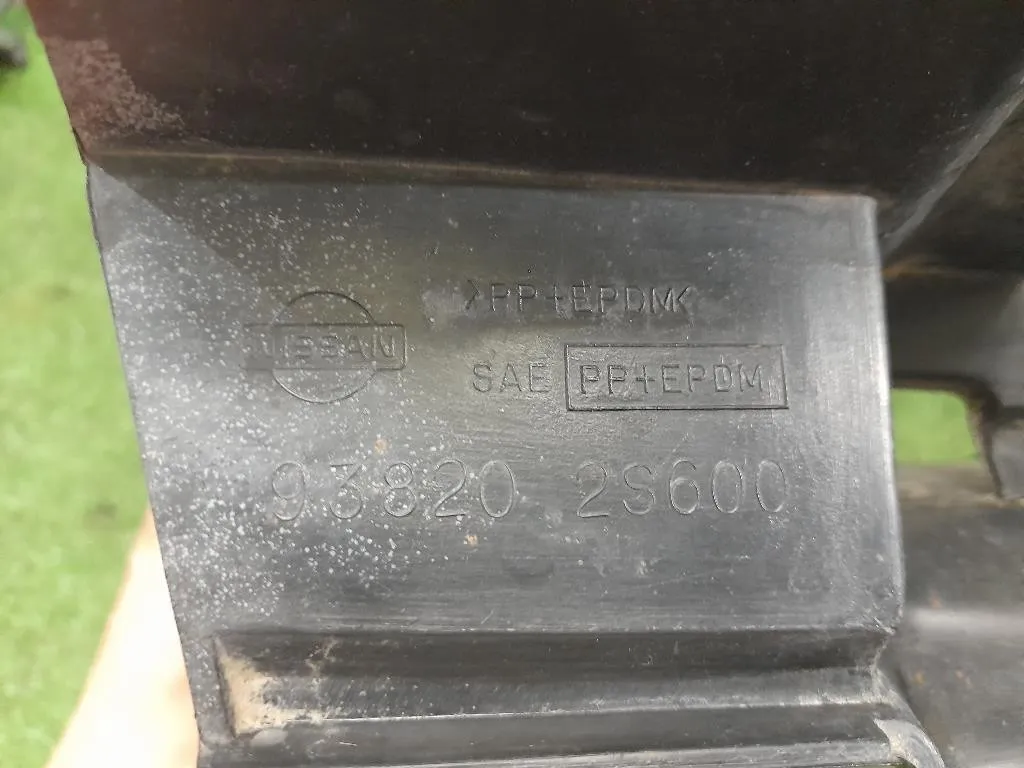 NISSAN
>PP+EPDM<
SAE PP+EPDM
93820 2S600